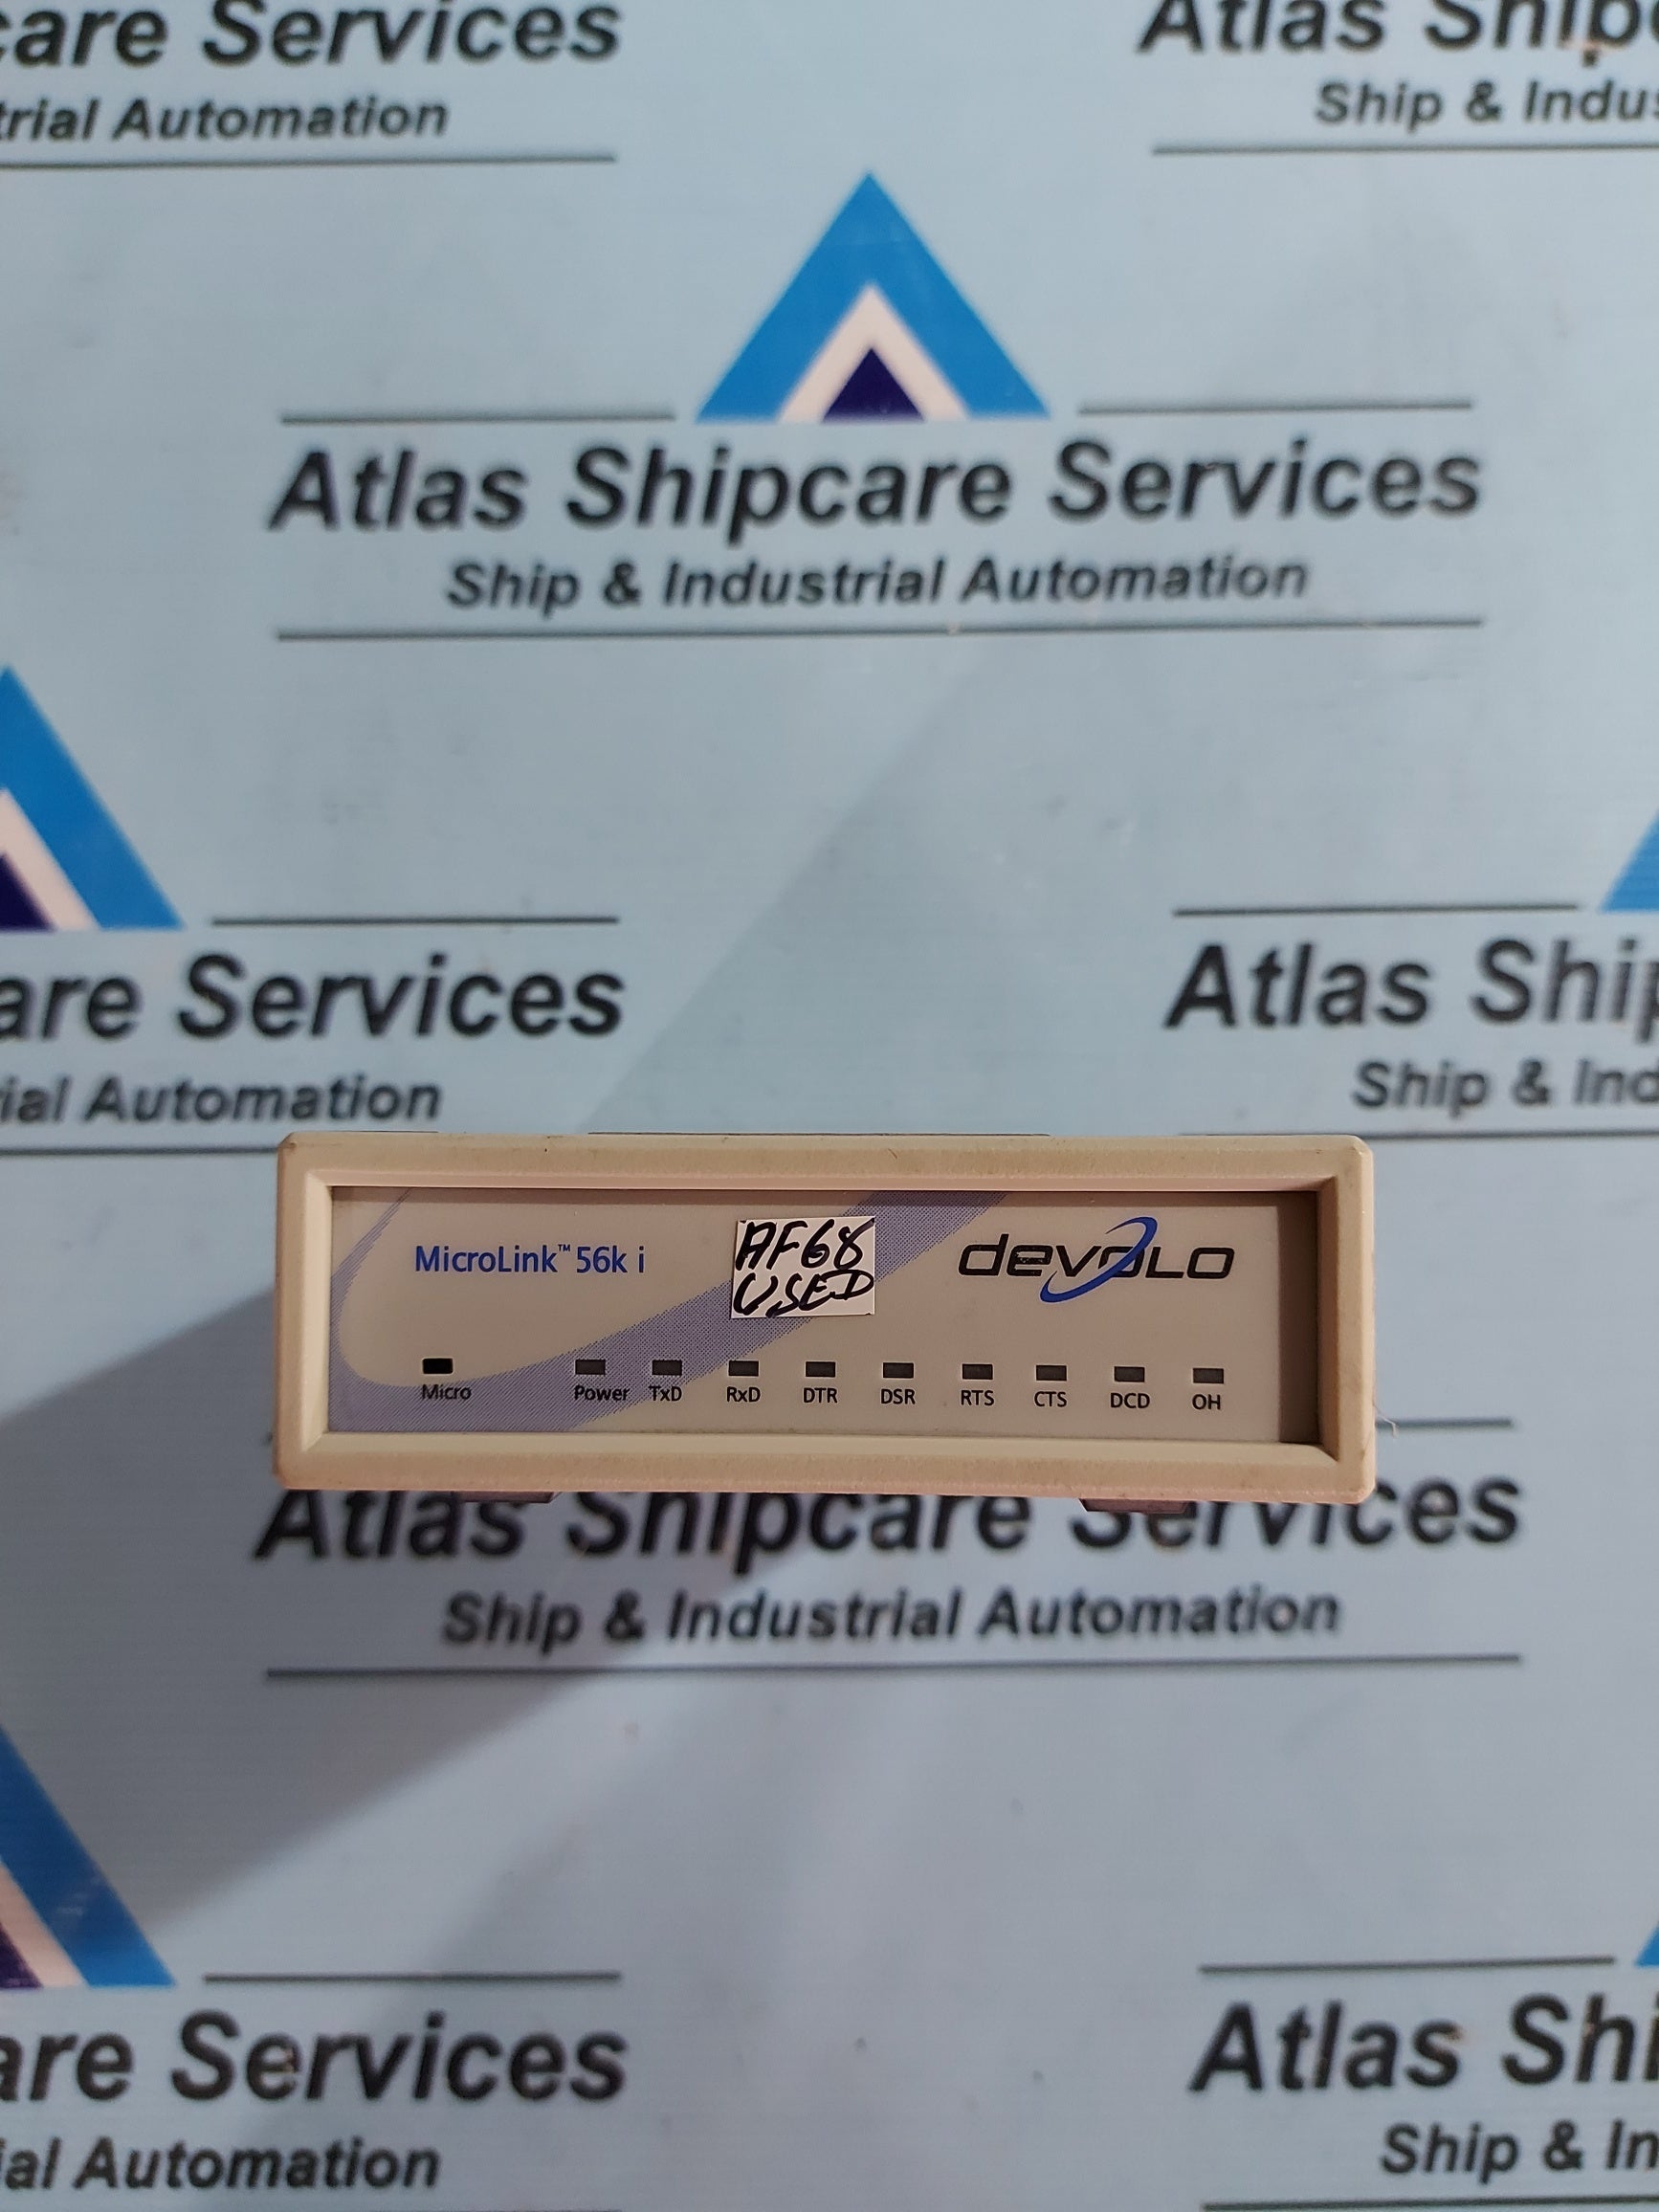 care Services
Atlas Shipc
trial Automation
Ship & Indus
Atlas Shipcare Services
Ship & Industrial Automation
are Services
Atlas Ship
ial Automation
Ship & Ind
MicroLink™ 56k i
AF68
USED
devolo
Micro Power TxD RxD DTR DSR RTS CTS DCD OH
Atlas Shipcare Services
Ship & Industrial Automation
are Services
Atlas Shi
ial Automation
Ship & In